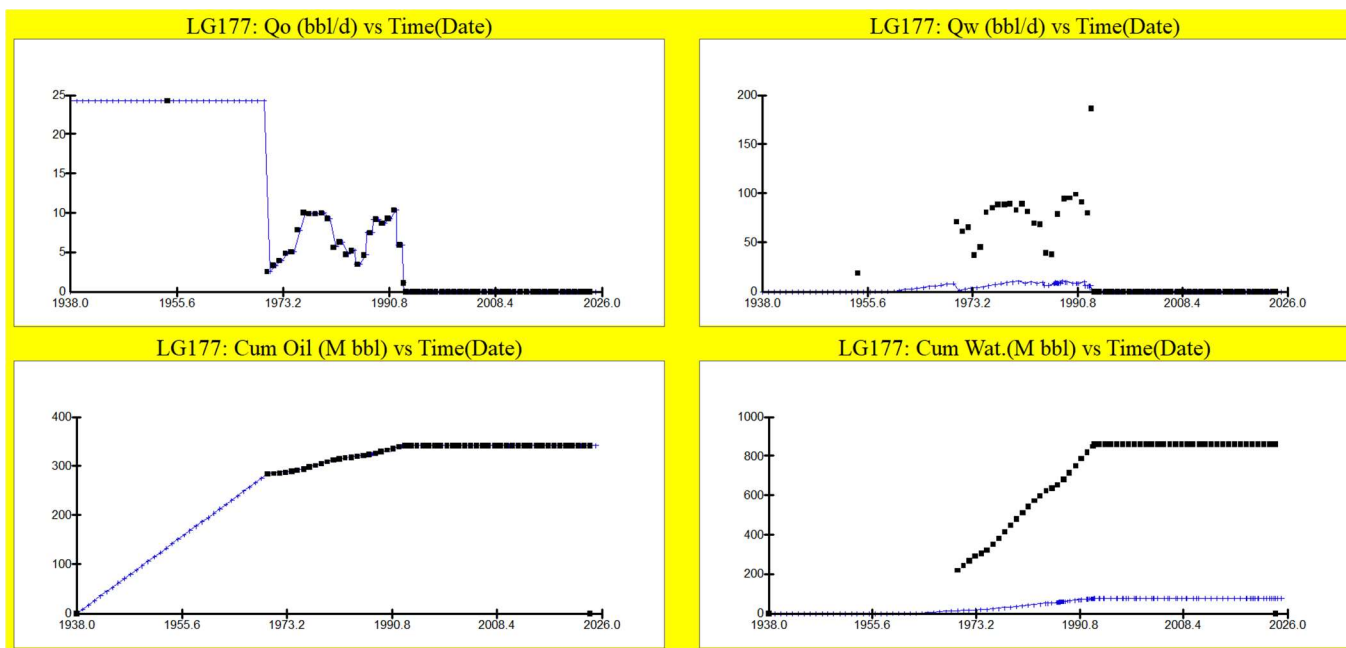 LG177: Qo (bbl/d) vs Time(Date)
25
20
15
10
5
0
1938.0 1955.6 1973.2 1990.8 2008.4 2026.0
LG177: Qw (bbl/d) vs Time(Date)
200
150
100
50
0
1938.0 1955.6 1973.2 1990.8 2008.4 2026.0
LG177: Cum Oil (M bbl) vs Time(Date)
400
300
200
100
0
1938.0 1955.6 1973.2 1990.8 2008.4 2026.0
LG177: Cum Wat.(M bbl) vs Time(Date)
1000
800
600
400
200
0
1938.0 1955.6 1973.2 1990.8 2008.4 2026.0